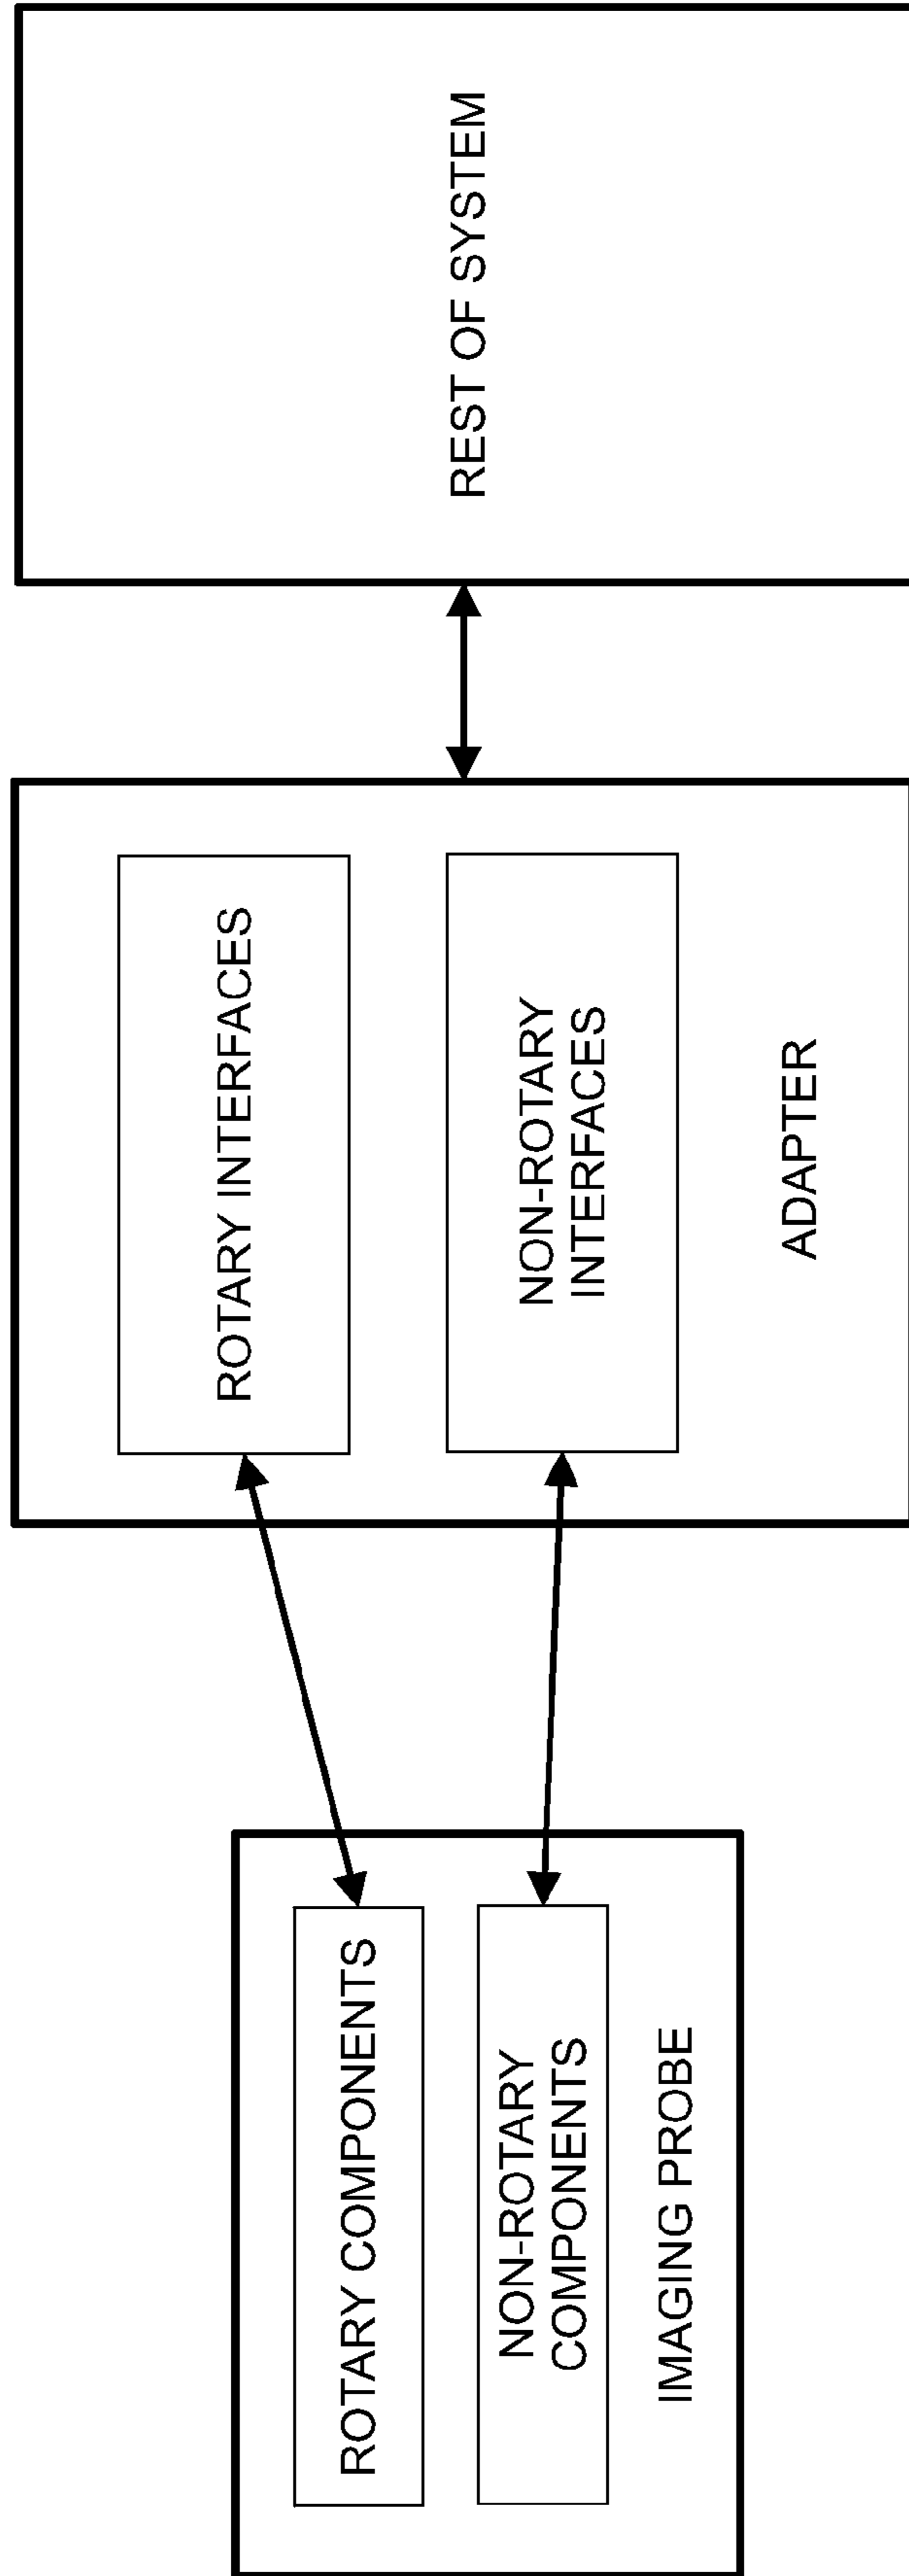 ROTARY COMPONENTS
NON-ROTARY
COMPONENTS
IMAGING PROBE
ROTARY INTERFACES
NON-ROTARY
INTERFACES
ADAPTER
REST OF SYSTEM